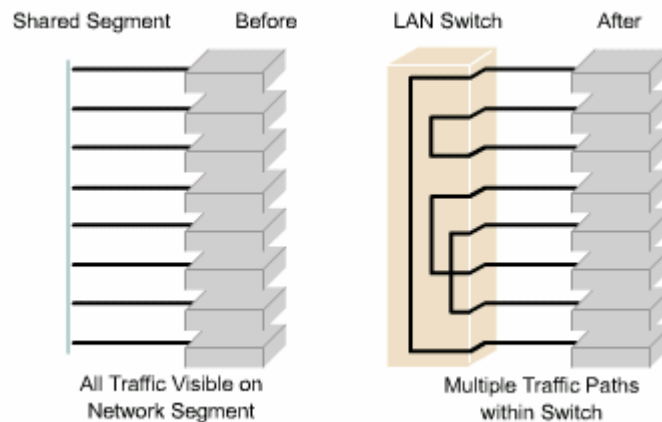 Shared Segment
Before
LAN Switch
After
All Traffic Visible on
Network Segment
Multiple Traffic Paths
within Switch